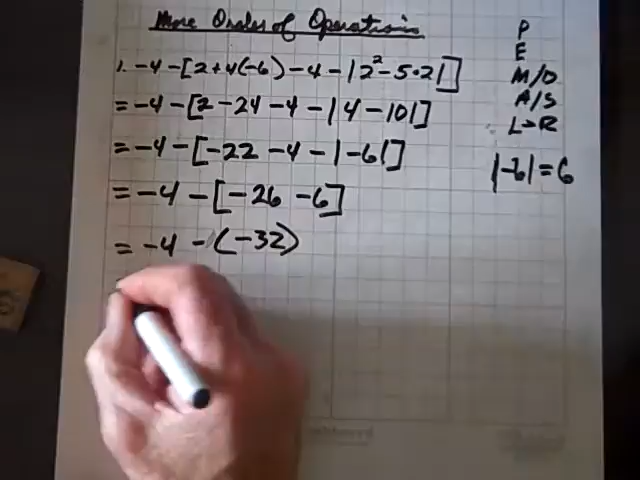 More Orders of Operations
1. -4 - [2 + 4(-6) - 4 - |2² - 5·2|]
= -4 - [2 - 24 - 4 - |4 - 10|]
= -4 - [-22 - 4 - |-6|]
= -4 - [-26 - 6]
= -4 - (-32)
P
E
M/D
A/S
L→R
|-6| = 6